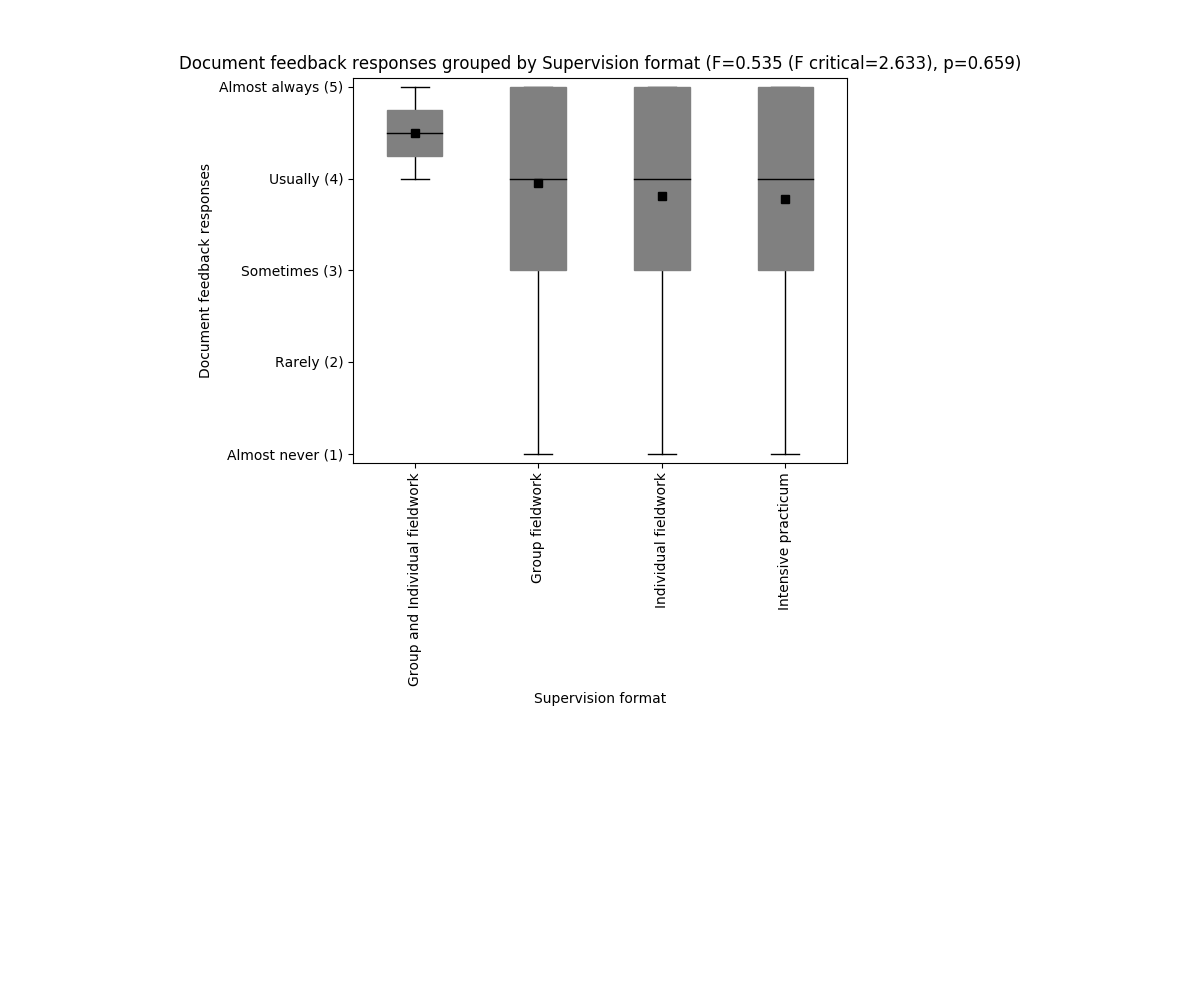 Document feedback responses grouped by Supervision format (F=0.535 (F critical=2.633), p=0.659)
Almost always (5)
Usually (4)
Sometimes (3)
Rarely (2)
Almost never (1)
Document feedback responses
Group and Individual fieldwork
Group fieldwork
Individual fieldwork
Intensive practicum
Supervision format